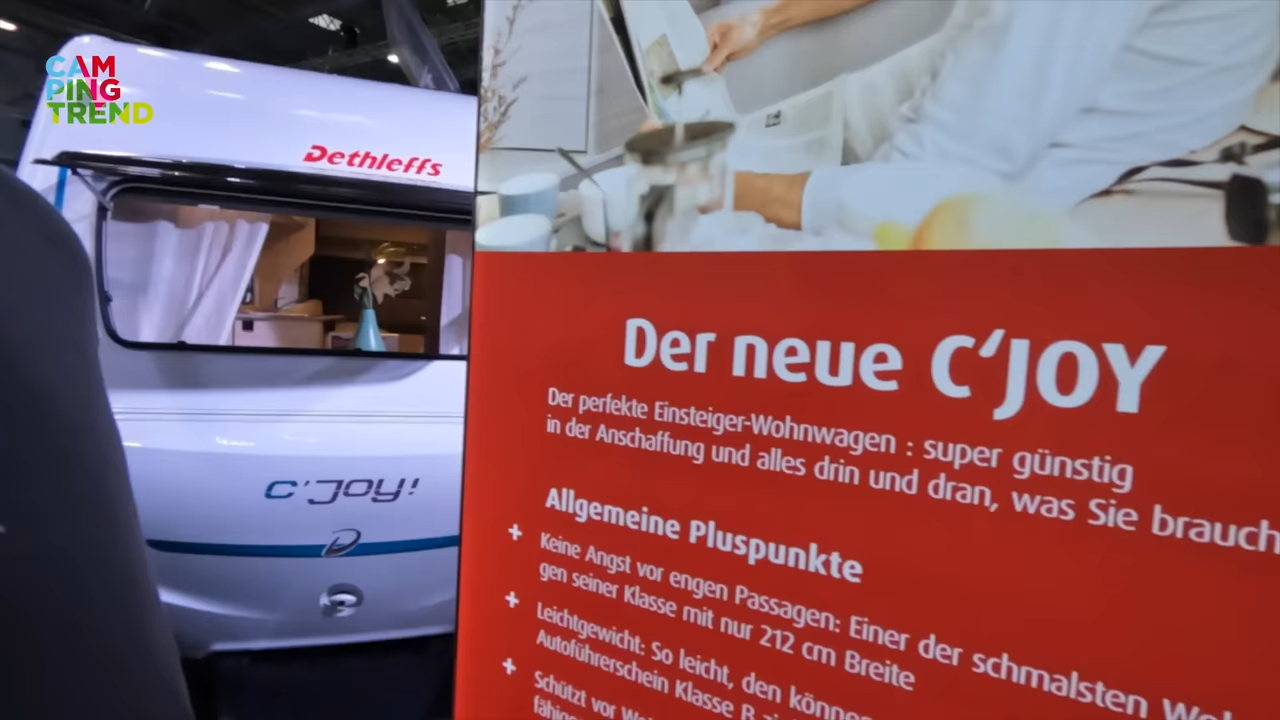 CAM
PING
TREND
Dethleffs
c'joy!
Der neue C‘JOY
Der perfekte Einsteiger-Wohnwagen : super günstig
in der Anschaffung und alles drin und dran, was Sie brauch
Allgemeine Pluspunkte
+ Keine Angst vor engen Passagen: Einer der schmalsten
gen seiner Klasse mit nur 212 cm Breite
+ Leichtgewicht: So leicht, den
Autoführerschein Klasse B
+ Schützt vor